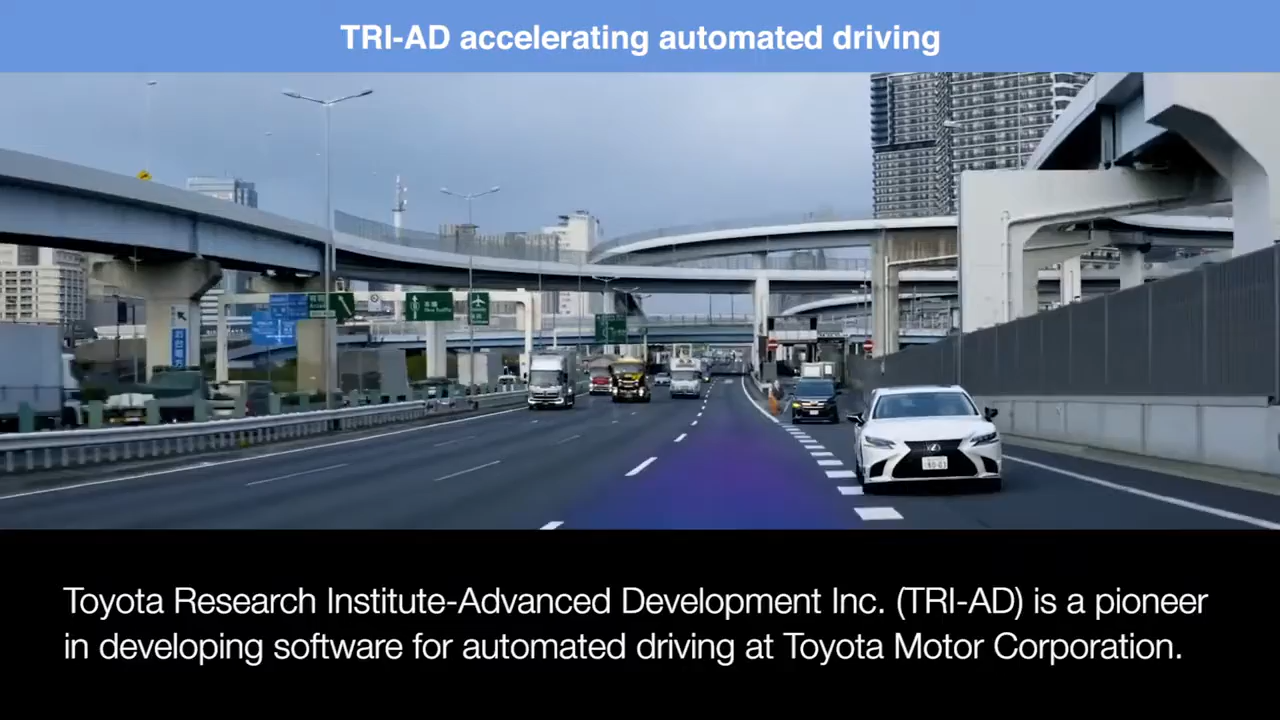 TRI-AD accelerating automated driving
Toyota Research Institute-Advanced Development Inc. (TRI-AD) is a pioneer
in developing software for automated driving at Toyota Motor Corporation.